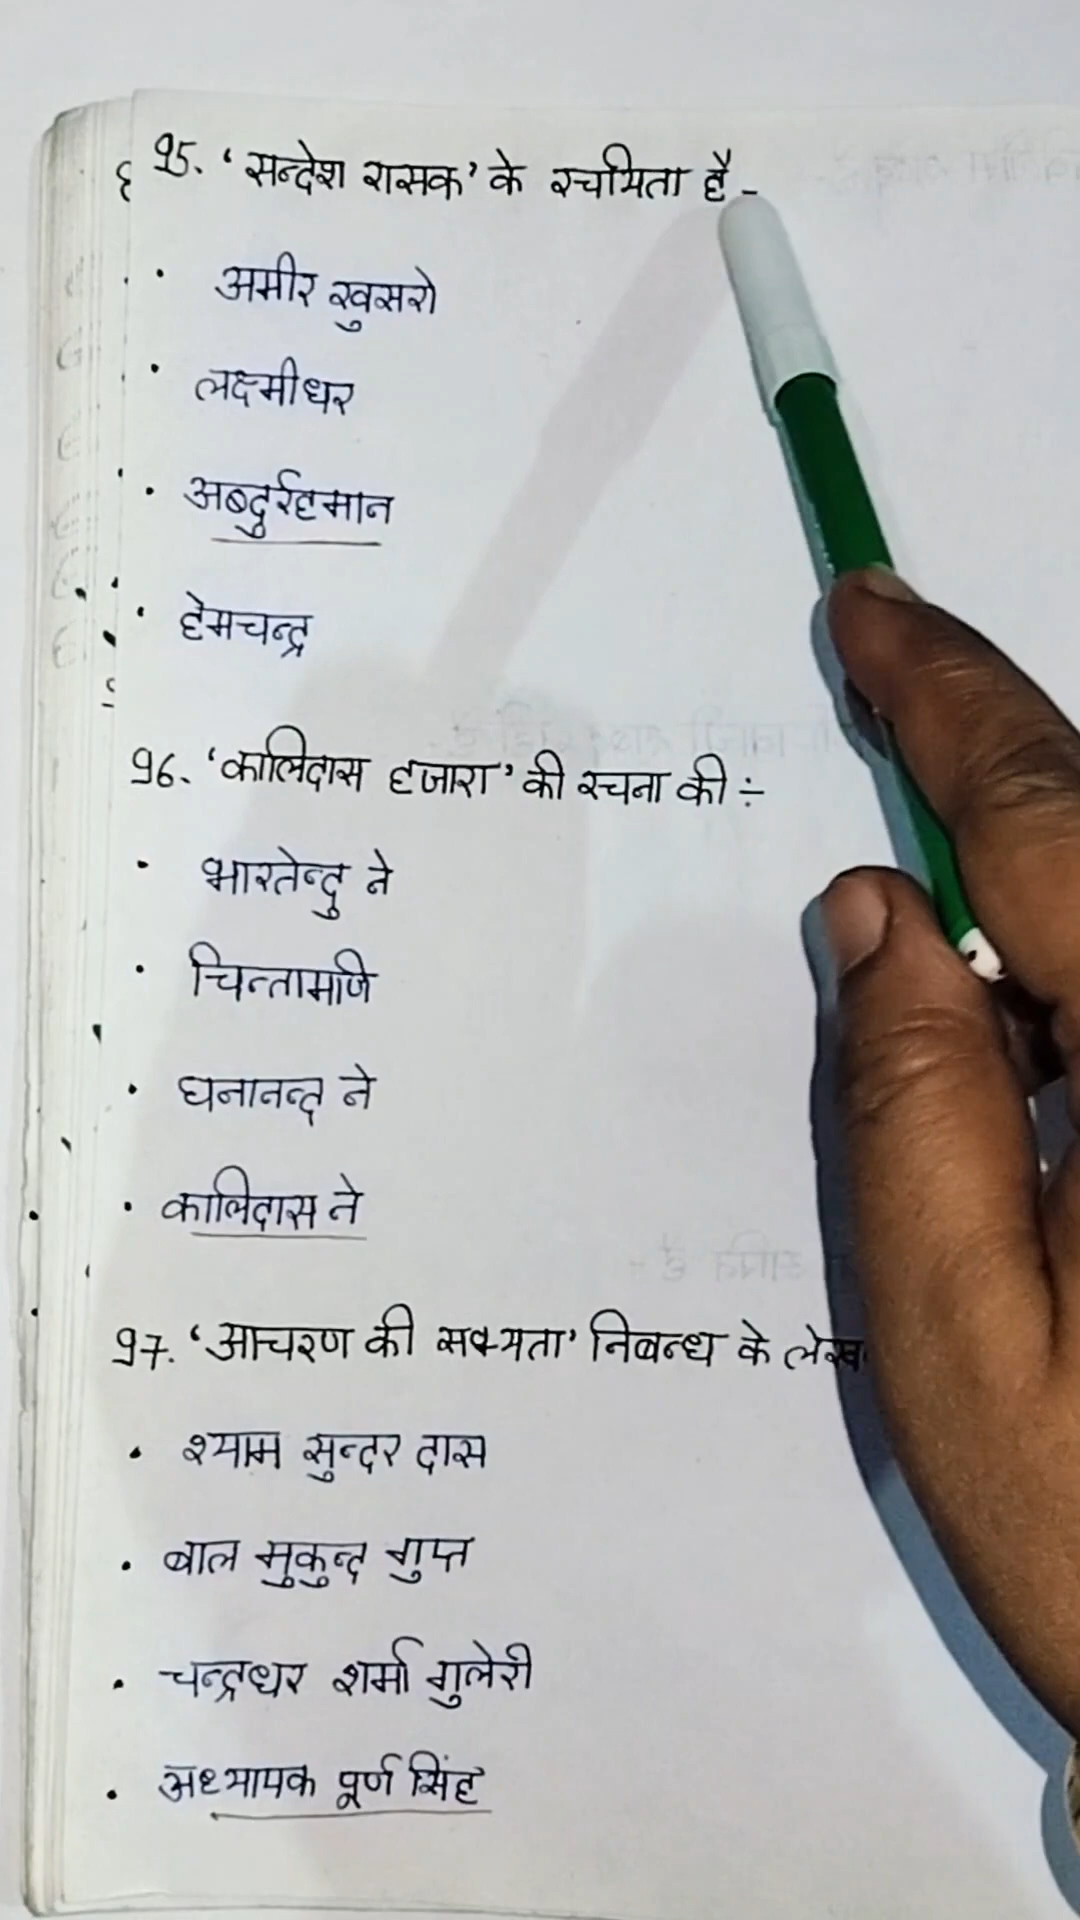 95. 'सन्देश रासक' के रचयिता है -
• अमीर खुसरो
• लक्ष्मीधर
• अब्दुर्रहमान
• हेमचन्द्र
96. 'कालिदास हजारा' की रचना की ÷
• भारतेन्दु ने
• चिन्तामणि
• घनानन्द ने
• कालिदास ने
97. 'आचरण की सभ्यता' निबन्ध के
• श्याम सुन्दर दास
• बाल मुकुन्द गुप्त
• चन्द्रधर शर्मा गुलेरी
• अध्यापक पूर्ण सिंह